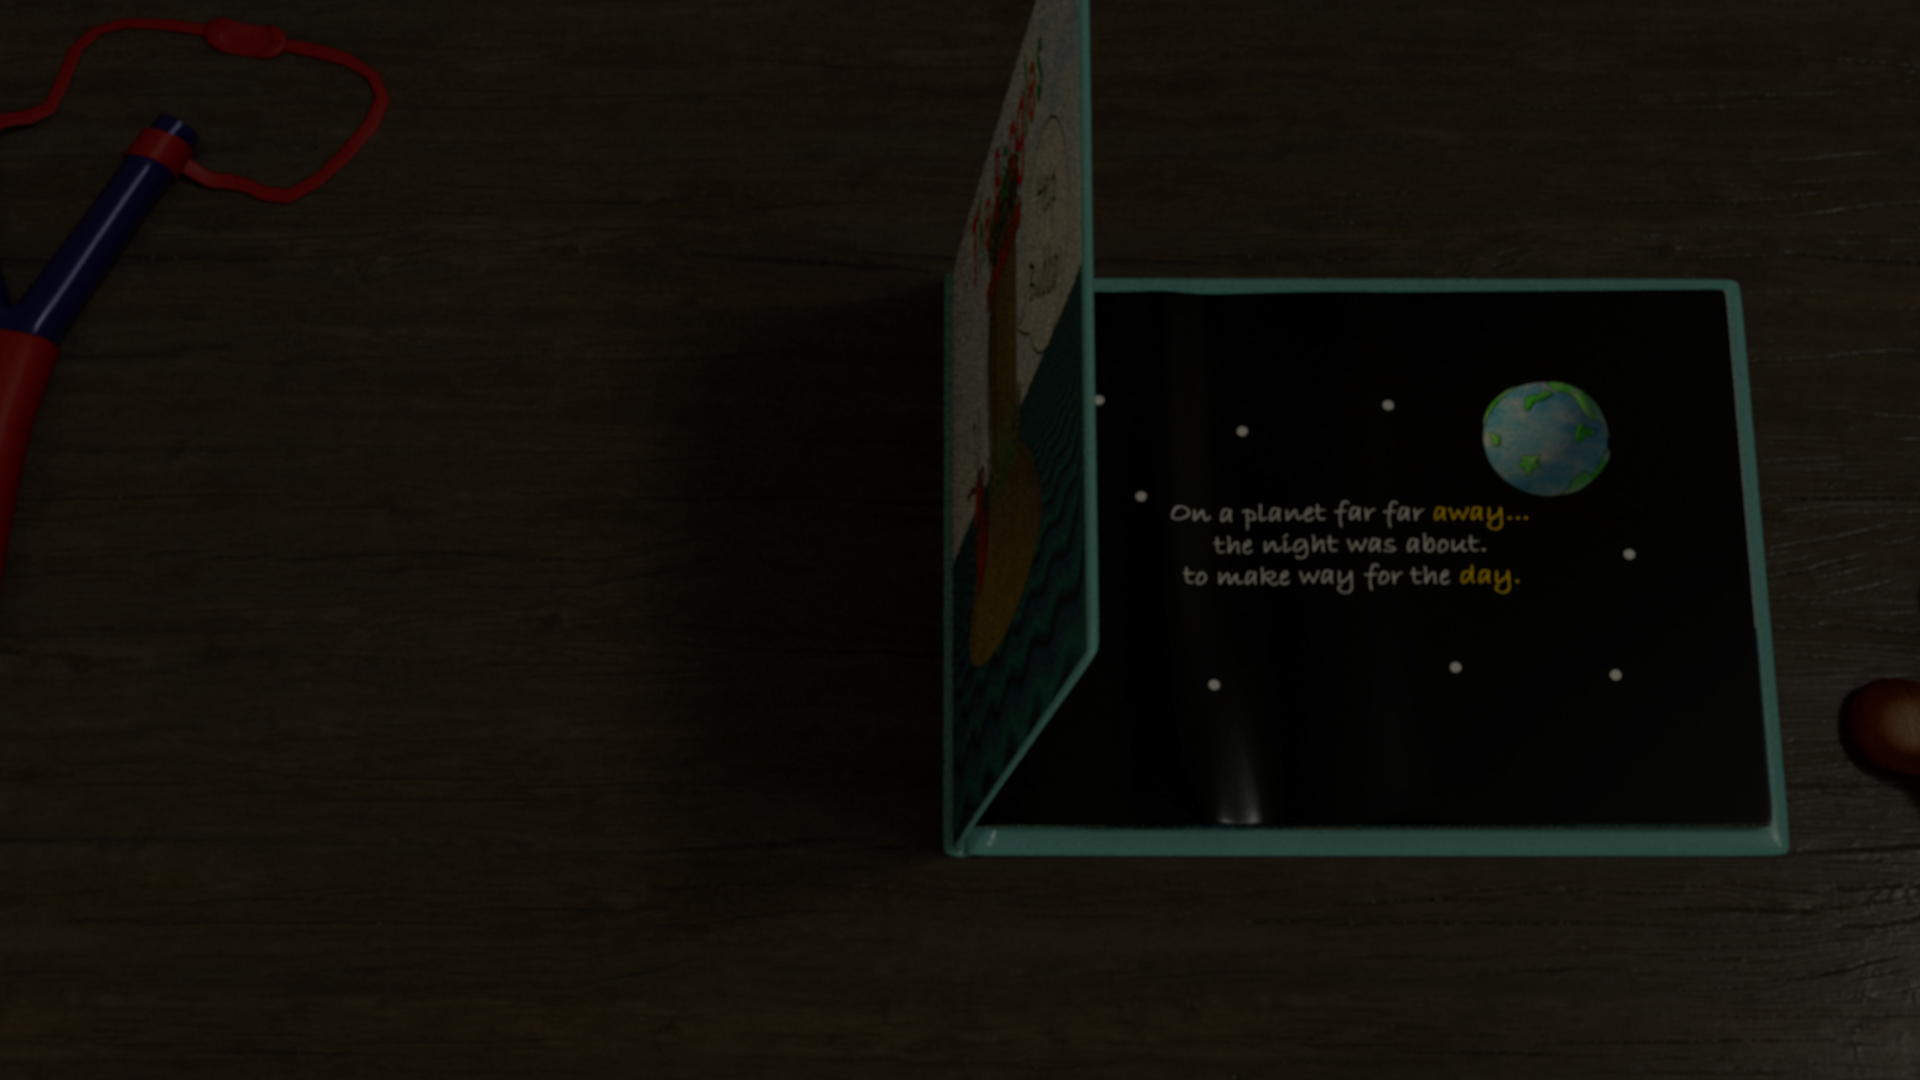 On a planet far far away...
the night was about.
to make way for the day.